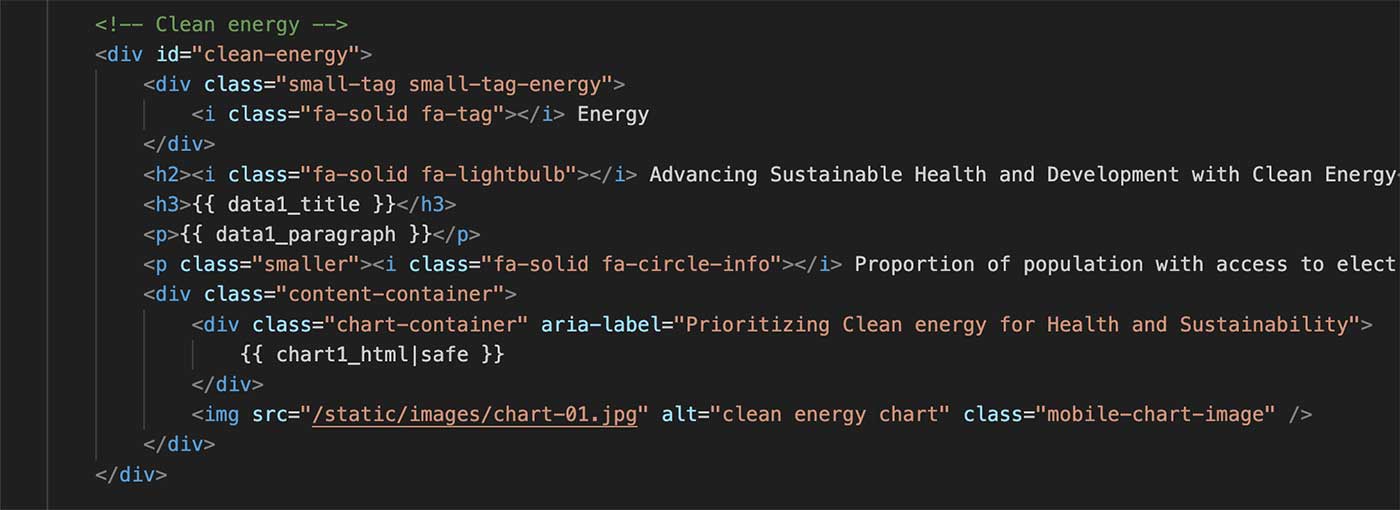 <!-- Clean energy -->
<div id="clean-energy">
<div class="small-tag small-tag-energy">
<i class="fa-solid fa-tag"></i> Energy
</div>
<h2><i class="fa-solid fa-lightbulb"></i> Advancing Sustainable Health and Development with Clean Energy
<h3>{{ data1_title }}</h3>
<p>{{ data1_paragraph }}</p>
<p class="smaller"><i class="fa-solid fa-circle-info"></i> Proportion of population with access to elect
<div class="content-container">
<div class="chart-container" aria-label="Prioritizing Clean energy for Health and Sustainability">
{{ chart1_html|safe }}
</div>
<img src="/static/images/chart-01.jpg" alt="clean energy chart" class="mobile-chart-image" />
</div>
</div>